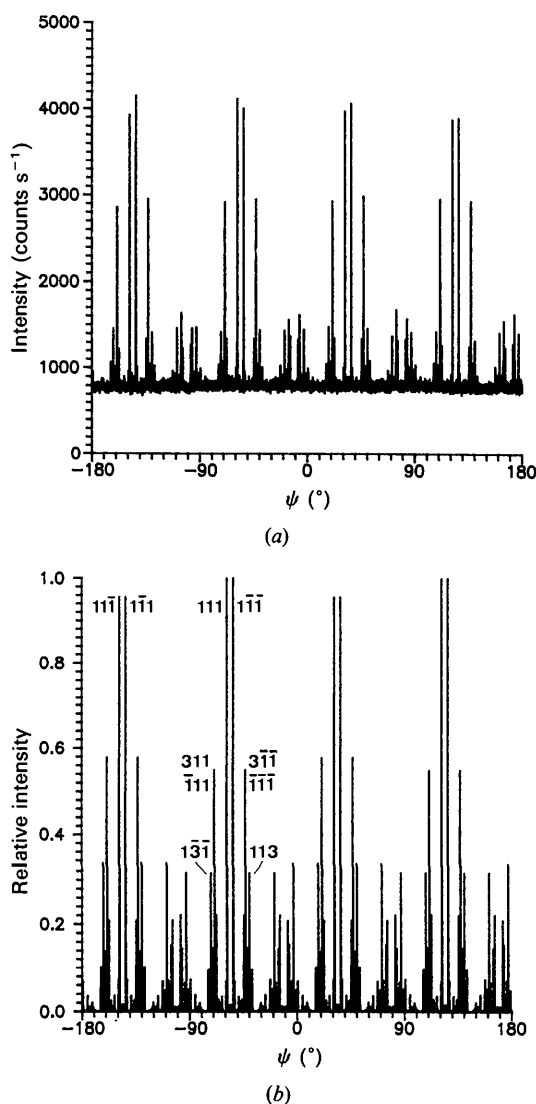 5000
4000
3000
2000
1000
0
Intensity (counts s⁻¹)
-180 -90 0 90 180
ψ (°)
(a)
1.0
0.8
0.6
0.4
0.2
0.0
Relative intensity
111̄ 11̄1 111 11̄1̄
311 31̄1̄
1̄11 1̄1̄1̄
13̄1̄ 113
-180 -90 0 90 180
ψ (°)
(b)